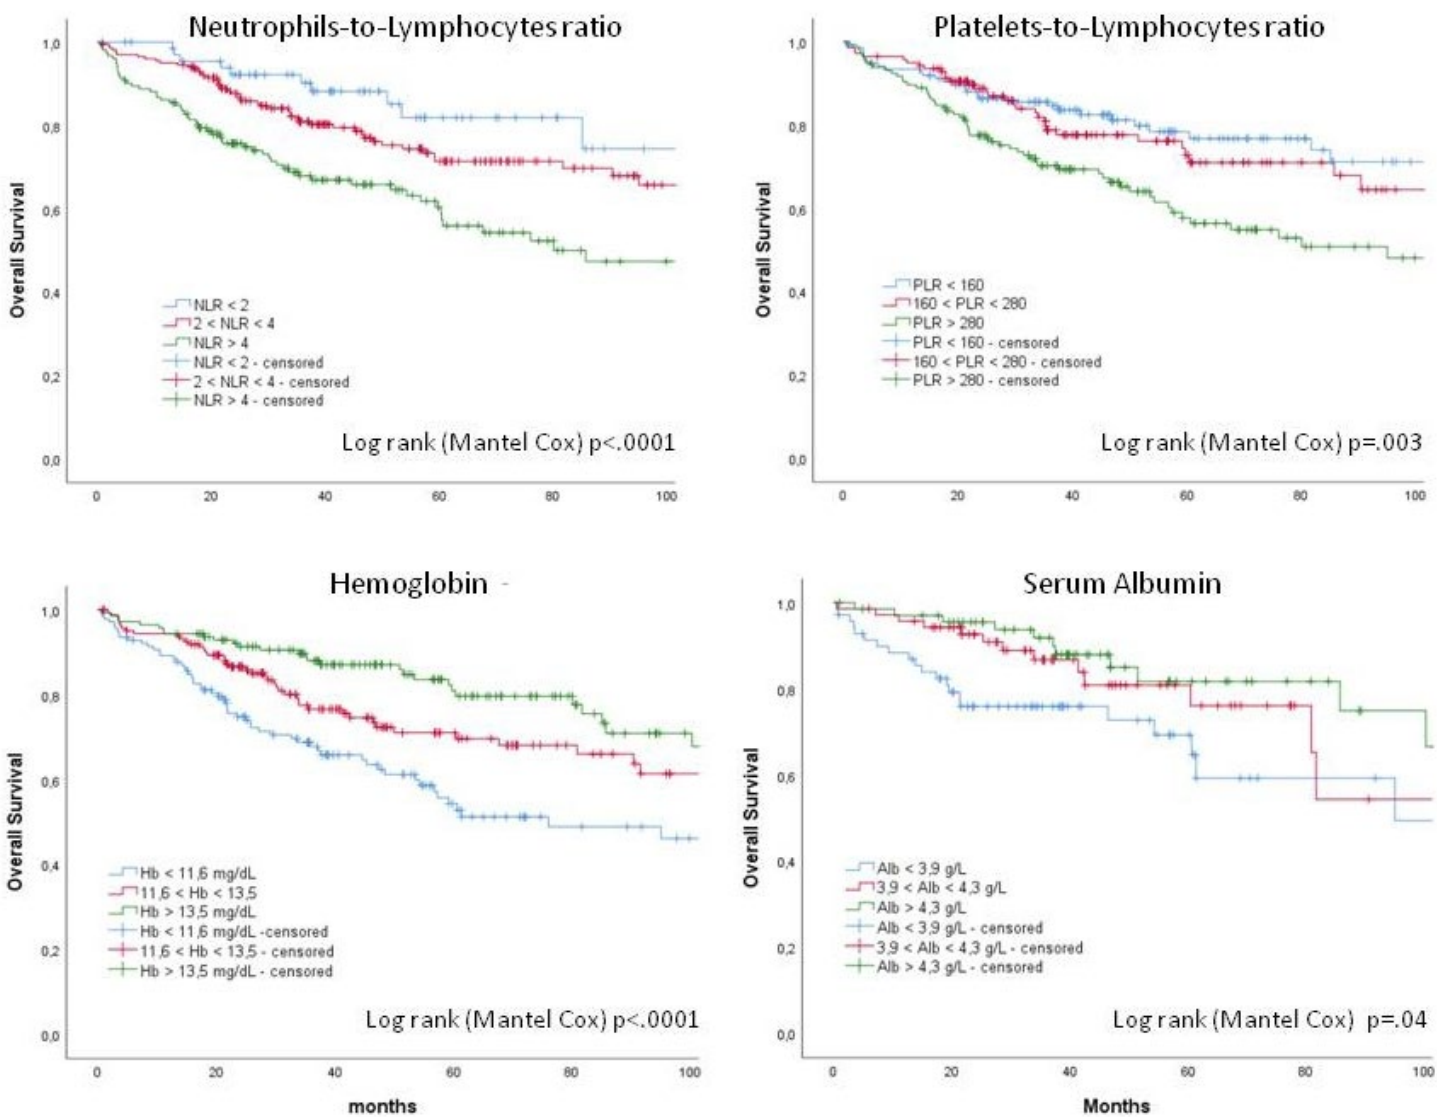 Neutrophils-to-Lymphocytes ratio
1,0
0,8
0,6
0,4
0,2
0,0
Overall Survival
NLR < 2
2 < NLR < 4
NLR > 4
NLR < 2 - censored
2 < NLR < 4 - censored
NLR > 4 - censored
Log rank (Mantel Cox) p<.0001
0 20 40 60 80 100
Platelets-to-Lymphocytes ratio
1,0
0,8
0,6
0,4
0,2
0,0
Overall Survival
PLR < 160
160 < PLR < 280
PLR > 280
PLR < 160 - censored
160 < PLR < 280 - censored
PLR > 280 - censored
Log rank (Mantel Cox) p=.003
0 20 40 60 80 100
Hemoglobin -
1,0
0,8
0,6
0,4
0,2
0,0
Overall Survival
Hb < 11,6 mg/dL
11,6 < Hb < 13,5
Hb > 13,5 mg/dL
Hb < 11,6 mg/dL -censored
11,6 < Hb < 13,5 - censored
Hb > 13,5 mg/dL - censored
Log rank (Mantel Cox) p<.0001
0 20 40 60 80 100
months
Serum Albumin
1,0
0,8
0,6
0,4
0,2
0,0
Overall Survival
Alb < 3,9 g/L
3,9 < Alb < 4,3 g/L
Alb > 4,3 g/L
Alb < 3,9 g/L - censored
3,9 < Alb < 4,3 g/L - censored
Alb > 4,3 g/L - censored
Log rank (Mantel Cox) p=.04
0 20 40 60 80 100
Months